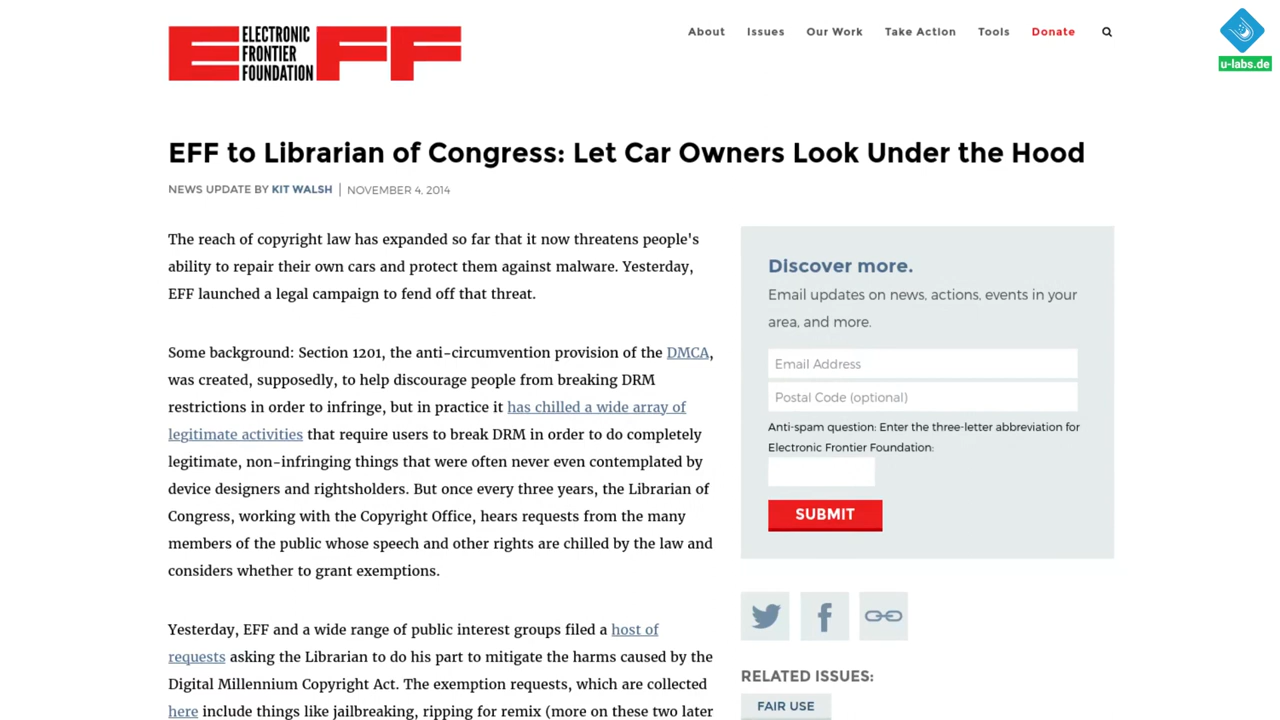 ELECTRONIC
FRONTIER
FOUNDATION
EFF
About Issues Our Work Take Action Tools Donate
u-labs.de
EFF to Librarian of Congress: Let Car Owners Look Under the Hood
NEWS UPDATE BY KIT WALSH | NOVEMBER 4, 2014
The reach of copyright law has expanded so far that it now threatens people's
ability to repair their own cars and protect them against malware. Yesterday,
EFF launched a legal campaign to fend off that threat.
Some background: Section 1201, the anti-circumvention provision of the DMCA,
was created, supposedly, to help discourage people from breaking DRM
restrictions in order to infringe, but in practice it has chilled a wide array of
legitimate activities that require users to break DRM in order to do completely
legitimate, non-infringing things that were often never even contemplated by
device designers and rightsholders. But once every three years, the Librarian of
Congress, working with the Copyright Office, hears requests from the many
members of the public whose speech and other rights are chilled by the law and
considers whether to grant exemptions.
Yesterday, EFF and a wide range of public interest groups filed a host of
requests asking the Librarian to do his part to mitigate the harms caused by the
Digital Millennium Copyright Act. The exemption requests, which are collected
here include things like jailbreaking, ripping for remix (more on these two later
Discover more.
Email updates on news, actions, events in your
area, and more.
Email Address
Postal Code (optional)
Anti-spam question: Enter the three-letter abbreviation for
Electronic Frontier Foundation:
SUBMIT
RELATED ISSUES:
FAIR USE